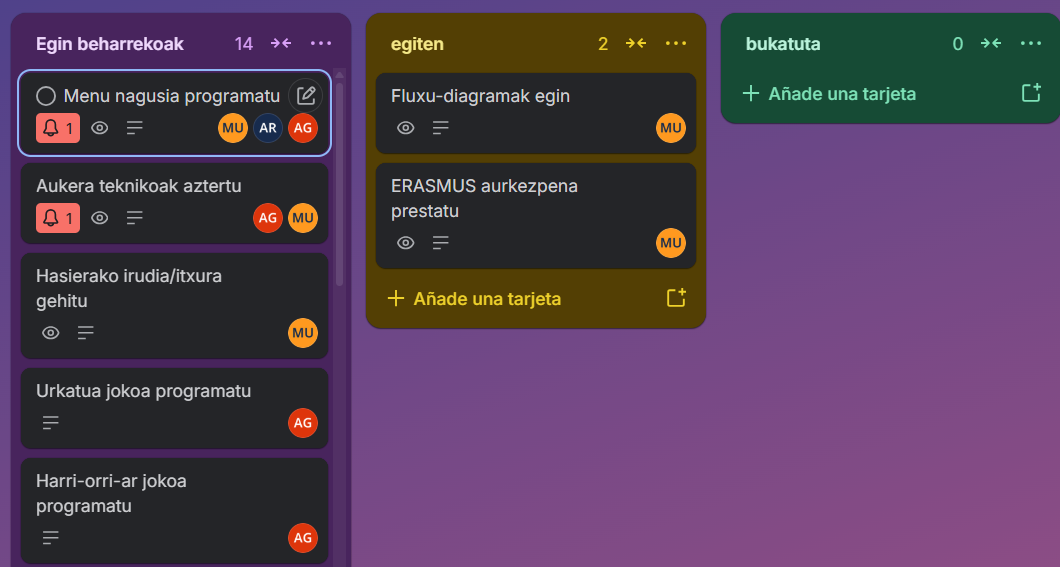 Egin beharrekoak 14
Menu nagusia programatu
1 MU AR AG
Aukera teknikoak aztertu
1 AG MU
Hasierako irudia/itxura
gehitu
MU
Urkatua jokoa programatu
AG
Harri-orri-ar jokoa
programatu
AG
egiten 2
Fluxu-diagramak egin
MU
ERASMUS aurkezpena
prestatu
MU
Añade una tarjeta
bukatuta 0
Añade una tarjeta